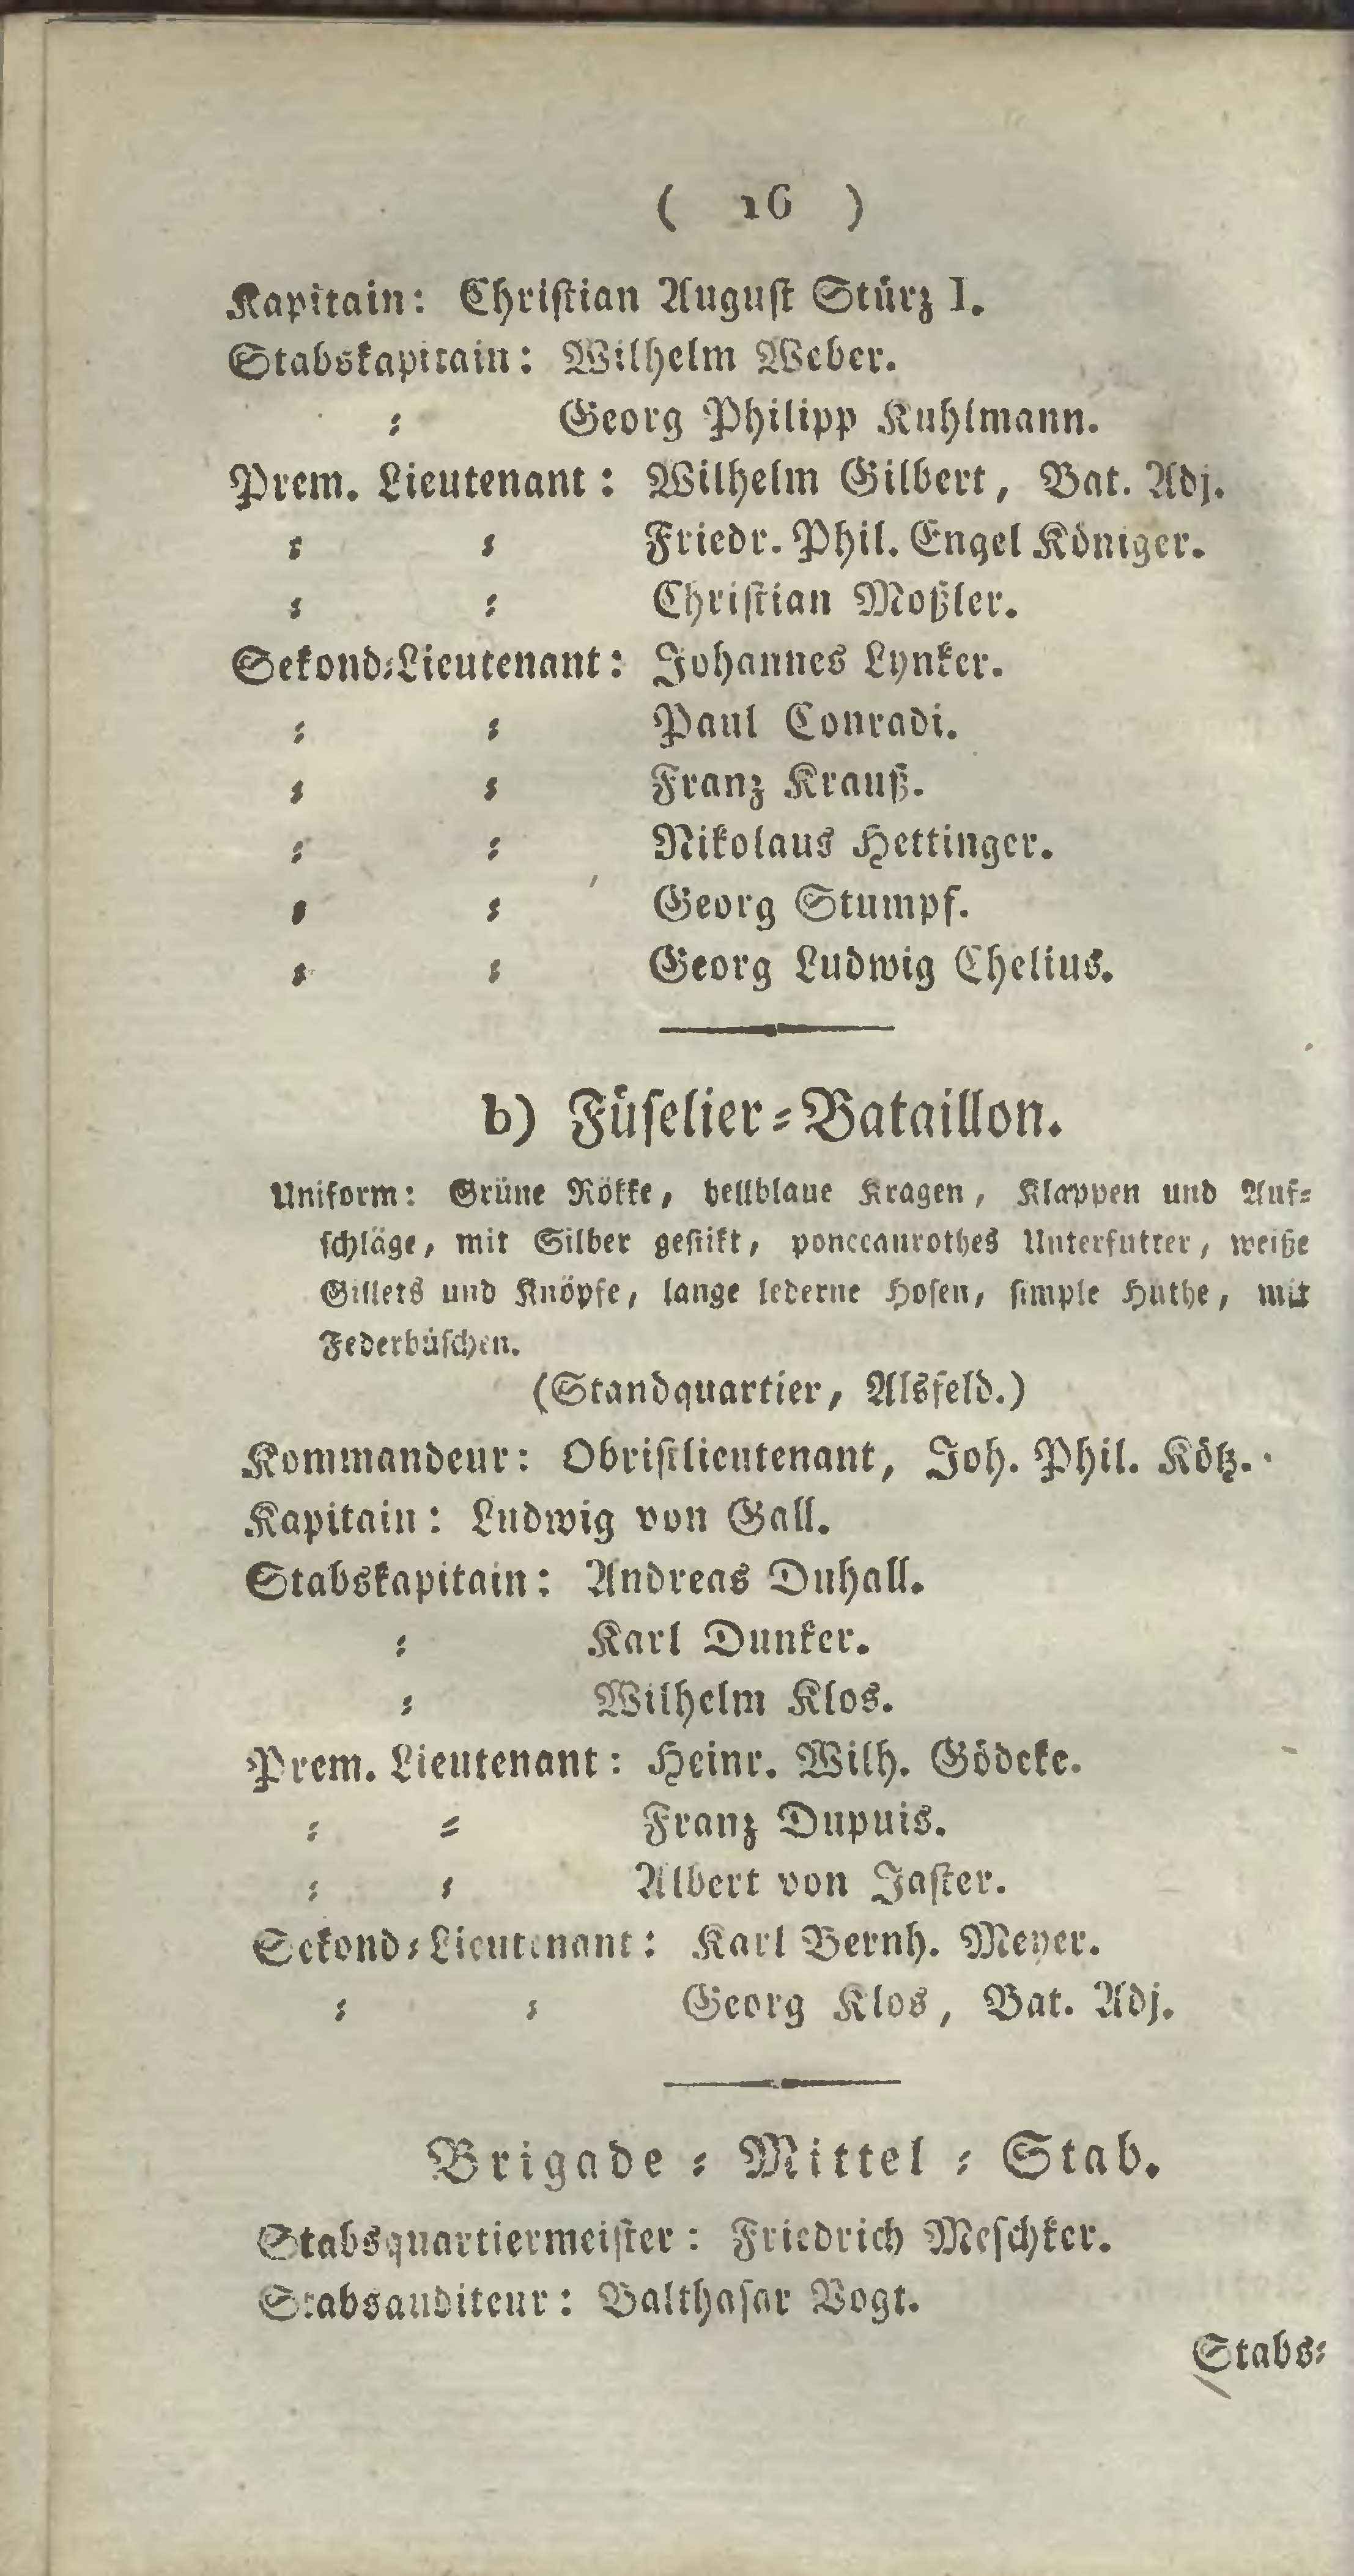 ( 16 )
Kapitain: Christian August Stürz I.
Stabskapitain: Wilhelm Weber.
⸗ Georg Philipp Kuhlmann.
Prem. Lieutenant: Wilhelm Gilbert, Bat. Adj.
⸗ ⸗ Friedr. Phil. Engel Königer.
⸗ ⸗ Christian Moßler.
Sekond⸗Lieutenant: Johannes Lynker.
⸗ ⸗ Paul Conradi.
⸗ ⸗ Franz Krauß.
⸗ ⸗ Nikolaus Hettinger.
⸗ ⸗ Georg Stumpf.
⸗ ⸗ Georg Ludwig Chelius.
b) Füſelier⸗Bataillon.
Uniform: Grüne Rökke, hellblaue Kragen, Klappen und Auf⸗
ſchläge, mit Silber geſtikt, ponceaurothes Unterfutter, weiße
Gillets und Knöpfe, lange lederne Hoſen, ſimple Huthe, mit
Federbüſchen.
(Standquartier, Alsfeld.)
Kommandeur: Obriſtlieutenant, Joh. Phil. Kötz.
Kapitain: Ludwig von Gall.
Stabskapitain: Andreas Duhall.
⸗ Karl Dunker.
⸗ Wilhelm Klos.
Prem. Lieutenant: Heinr. Wilh. Gödeke.
⸗ ⸗ Franz Dupuis.
⸗ ⸗ Albert von Jaſter.
Sekond⸗Lieutenant: Karl Bernh. Meyer.
⸗ ⸗ Georg Klos, Bat. Adj.
Brigade⸗Mittel⸗Stab.
Stabsquartiermeiſter: Friedrich Meſchker.
Stabsauditeur: Balthaſar Vogt.
Stabs⸗